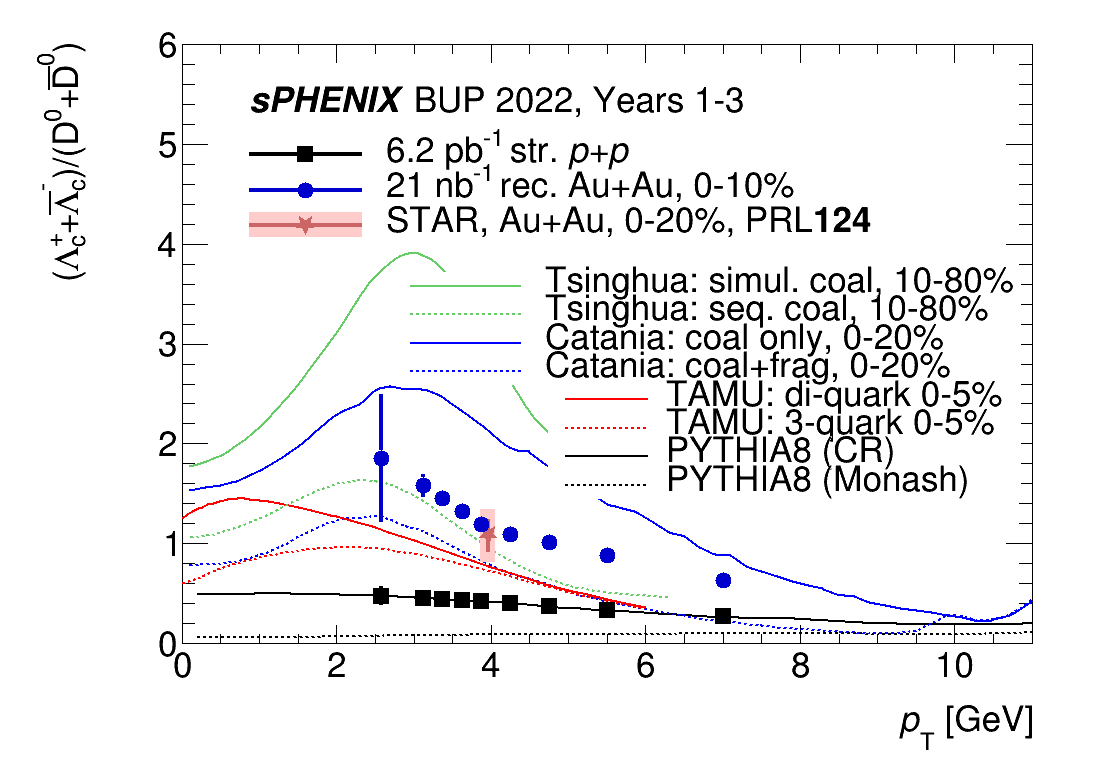 (Λc⁺+Λ̅c⁻)/(D⁰+D̅⁰)
6
5
4
3
2
1
0
sPHENIX BUP 2022, Years 1-3
6.2 pb⁻¹ str. p+p
21 nb⁻¹ rec. Au+Au, 0-10%
STAR, Au+Au, 0-20%, PRL124
Tsinghua: simul. coal, 10-80%
Tsinghua: seq. coal, 10-80%
Catania: coal only, 0-20%
Catania: coal+frag, 0-20%
TAMU: di-quark 0-5%
TAMU: 3-quark 0-5%
PYTHIA8 (CR)
PYTHIA8 (Monash)
0 2 4 6 8 10
pT [GeV]